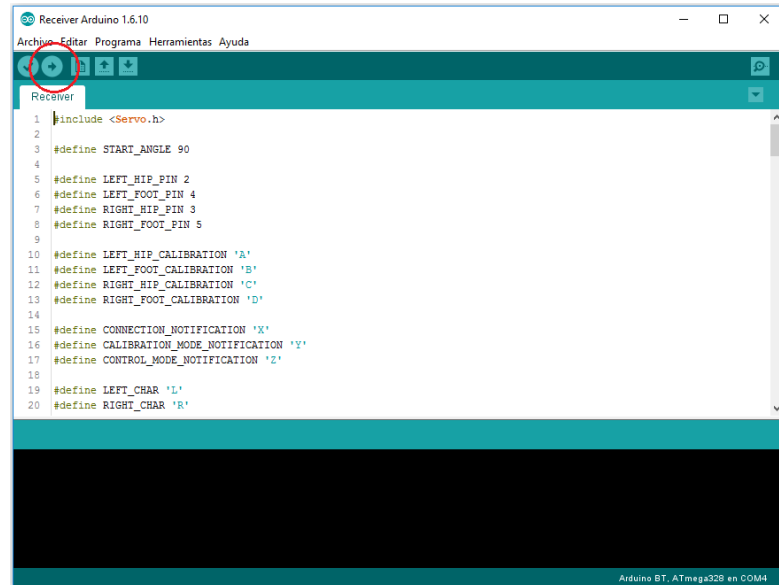 Receiver Arduino 1.6.10
Archivo Editar Programa Herramientas Ayuda
Receiver
1 #include <Servo.h>
2
3 #define START_ANGLE 90
4
5 #define LEFT_HIP_PIN 2
6 #define LEFT_FOOT_PIN 4
7 #define RIGHT_HIP_PIN 3
8 #define RIGHT_FOOT_PIN 5
9
10 #define LEFT_HIP_CALIBRATION 'A'
11 #define LEFT_FOOT_CALIBRATION 'B'
12 #define RIGHT_HIP_CALIBRATION 'C'
13 #define RIGHT_FOOT_CALIBRATION 'D'
14
15 #define CONNECTION_NOTIFICATION 'X'
16 #define CALIBRATION_MODE_NOTIFICATION 'Y'
17 #define CONTROL_MODE_NOTIFICATION 'Z'
18
19 #define LEFT_CHAR 'L'
20 #define RIGHT_CHAR 'R'
Arduino BT, ATmega328 en COM4